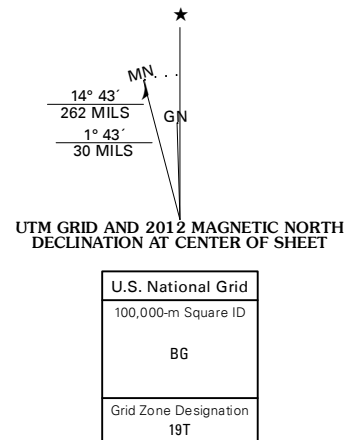 MN
14° 43´
262 MILS
GN
1° 43´
30 MILS
UTM GRID AND 2012 MAGNETIC NORTH
DECLINATION AT CENTER OF SHEET
U.S. National Grid
100,000-m Square ID
BG
Grid Zone Designation
19T